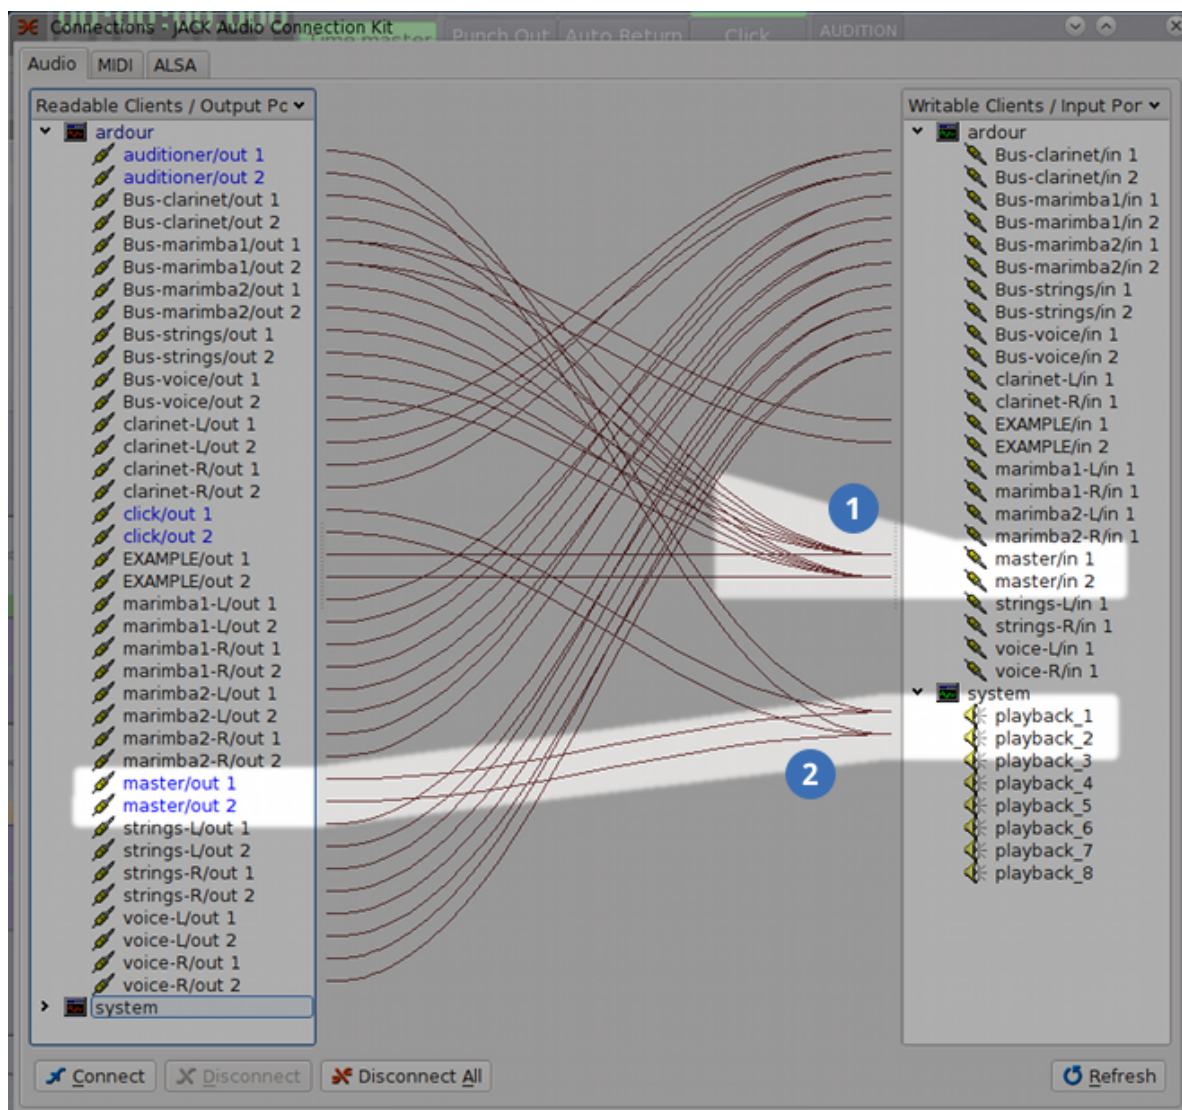 Connections - JACK Audio Connection Kit
Time master
Punch Out
Auto Return
Click
AUDITION
Audio
MIDI
ALSA
Readable Clients / Output Pc
ardour
auditioner/out 1
auditioner/out 2
Bus-clarinet/out 1
Bus-clarinet/out 2
Bus-marimba1/out 1
Bus-marimba1/out 2
Bus-marimba2/out 1
Bus-marimba2/out 2
Bus-strings/out 1
Bus-strings/out 2
Bus-voice/out 1
Bus-voice/out 2
clarinet-L/out 1
clarinet-L/out 2
clarinet-R/out 1
clarinet-R/out 2
click/out 1
click/out 2
EXAMPLE/out 1
EXAMPLE/out 2
marimba1-L/out 1
marimba1-L/out 2
marimba1-R/out 1
marimba1-R/out 2
marimba2-L/out 1
marimba2-L/out 2
marimba2-R/out 1
marimba2-R/out 2
master/out 1
master/out 2
strings-L/out 1
strings-L/out 2
strings-R/out 1
strings-R/out 2
voice-L/out 1
voice-L/out 2
voice-R/out 1
voice-R/out 2
system
1
2
Writable Clients / Input Por
ardour
Bus-clarinet/in 1
Bus-clarinet/in 2
Bus-marimba1/in 1
Bus-marimba1/in 2
Bus-marimba2/in 1
Bus-marimba2/in 2
Bus-strings/in 1
Bus-strings/in 2
Bus-voice/in 1
Bus-voice/in 2
clarinet-L/in 1
clarinet-R/in 1
EXAMPLE/in 1
EXAMPLE/in 2
marimba1-L/in 1
marimba1-R/in 1
marimba2-L/in 1
marimba2-R/in 1
master/in 1
master/in 2
strings-L/in 1
strings-R/in 1
voice-L/in 1
voice-R/in 1
system
playback_1
playback_2
playback_3
playback_4
playback_5
playback_6
playback_7
playback_8
Connect
Disconnect
Disconnect All
Refresh